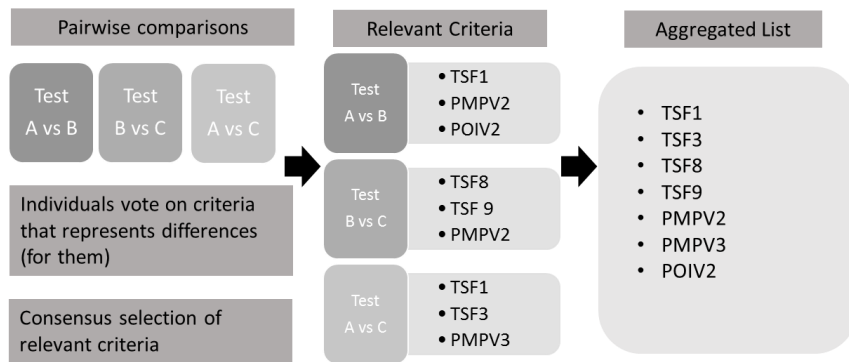 Pairwise comparisons
Test
A vs B
Test
B vs C
Test
A vs C
Individuals vote on criteria
that represents differences
(for them)
Consensus selection of
relevant criteria
Relevant Criteria
Test
A vs B
• TSF1
• PMPV2
• POIV2
Test
B vs C
• TSF8
• TSF 9
• PMPV2
Test
A vs C
• TSF1
• TSF3
• PMPV3
Aggregated List
• TSF1
• TSF3
• TSF8
• TSF9
• PMPV2
• PMPV3
• POIV2